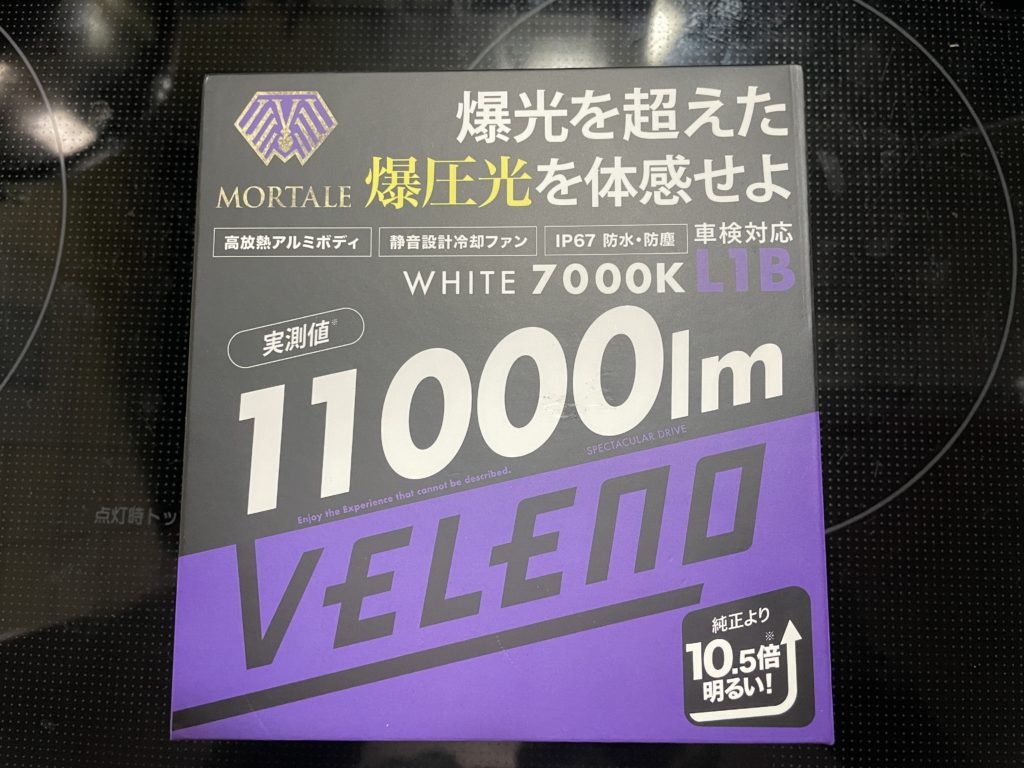 爆光を超えた
MORTALE 爆圧光を体感せよ
高放熱アルミボディ 静音設計冷却ファン IP67 防水・防塵 車検対応
WHITE 7000K L1B
実測値※
11000lm
SPECTACULAR DRIVE
Enjoy the Experience that cannot be described.
VELENO
純正より
10.5倍※
明るい!
点灯時トッ